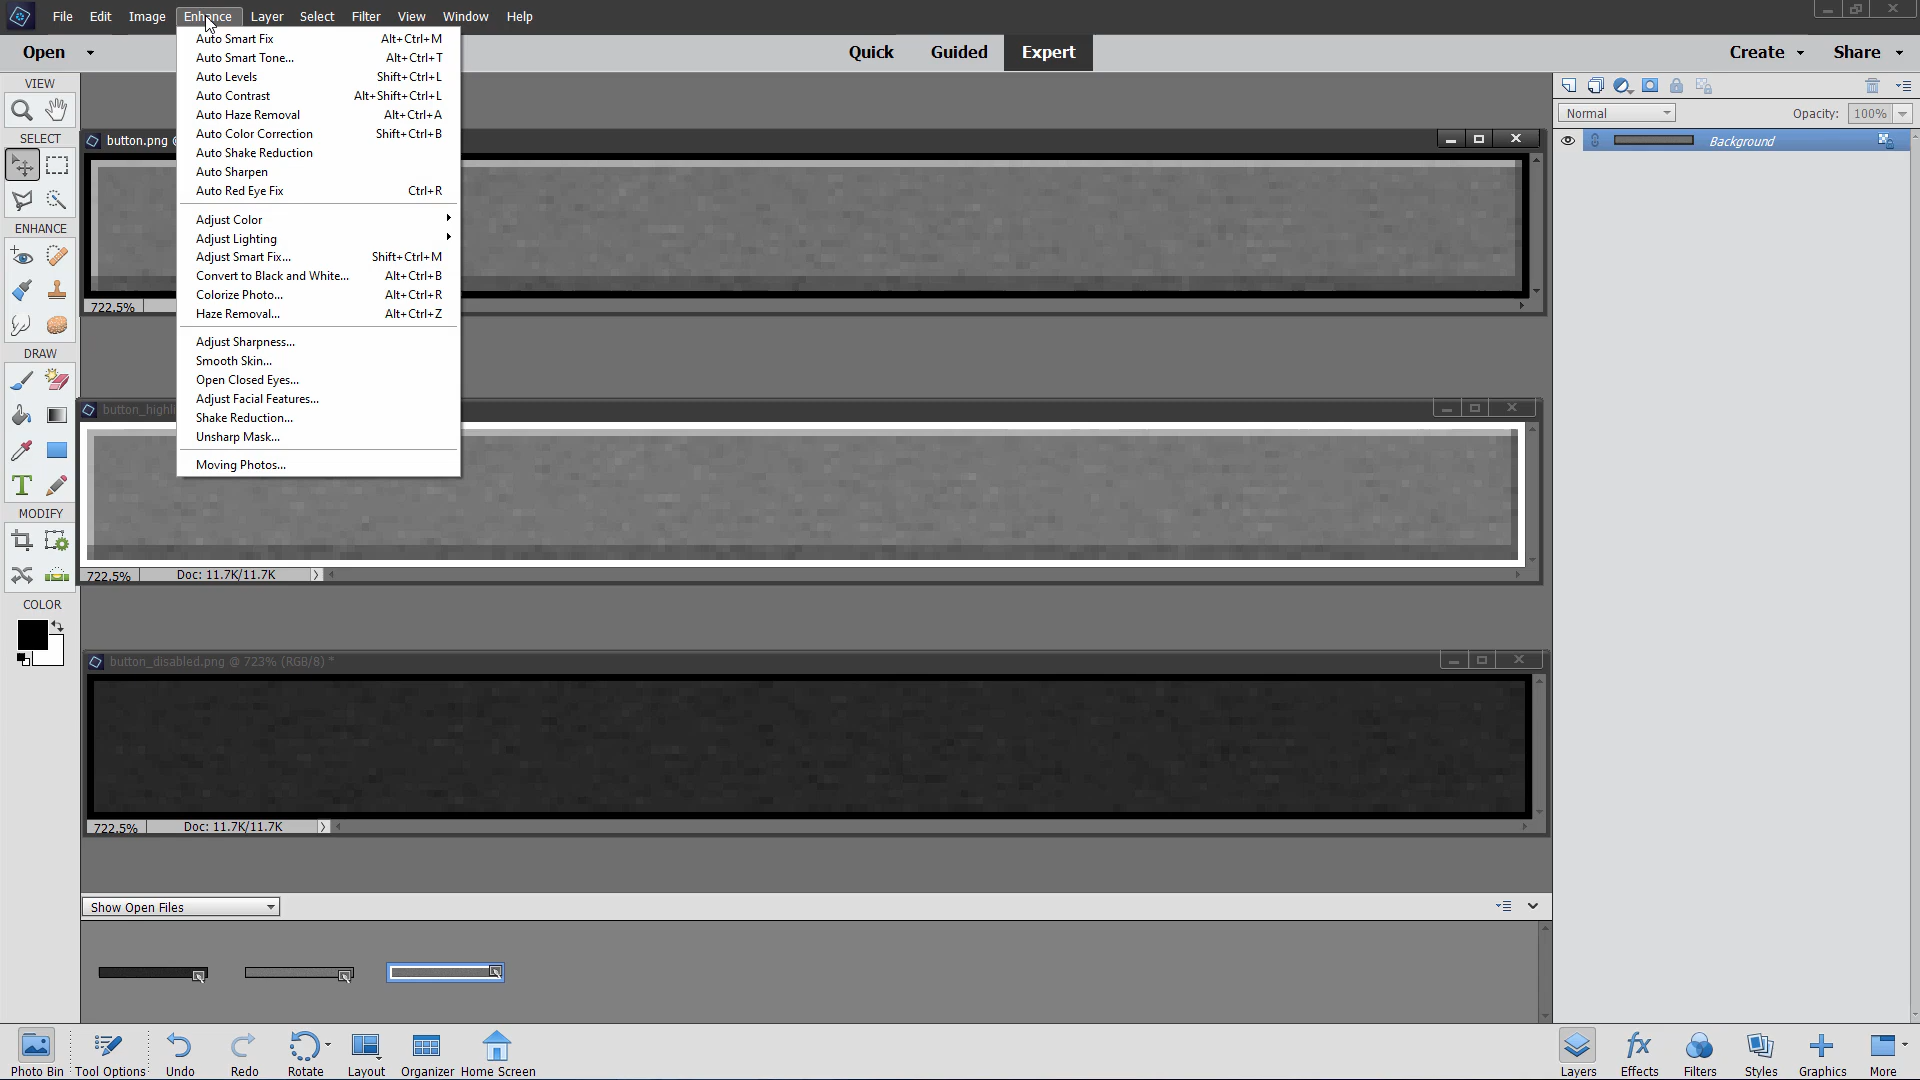 File Edit Image Enhance Layer Select Filter View Window Help
Open Quick Guided Expert Create Share
Auto Smart Fix Alt+Ctrl+M
Auto Smart Tone... Alt+Ctrl+T
Auto Levels Shift+Ctrl+L
Auto Contrast Alt+Shift+Ctrl+L
Auto Haze Removal Alt+Ctrl+A
Auto Color Correction Shift+Ctrl+B
Auto Shake Reduction
Auto Sharpen
Auto Red Eye Fix Ctrl+R
Adjust Color
Adjust Lighting
Adjust Smart Fix... Shift+Ctrl+M
Convert to Black and White... Alt+Ctrl+B
Colorize Photo... Alt+Ctrl+R
Haze Removal... Alt+Ctrl+Z
Adjust Sharpness...
Smooth Skin...
Open Closed Eyes...
Adjust Facial Features...
Shake Reduction...
Unsharp Mask...
Moving Photos...
VIEW
SELECT
ENHANCE
DRAW
MODIFY
COLOR
button.png @
722.5%
button_highli
722.5% Doc: 11.7K/11.7K
button_disabled.png @ 723% (RGB/8) *
722.5% Doc: 11.7K/11.7K
Normal Opacity: 100%
Background
Show Open Files
Photo Bin Tool Options Undo Redo Rotate Layout Organizer Home Screen
Layers Effects Filters Styles Graphics More